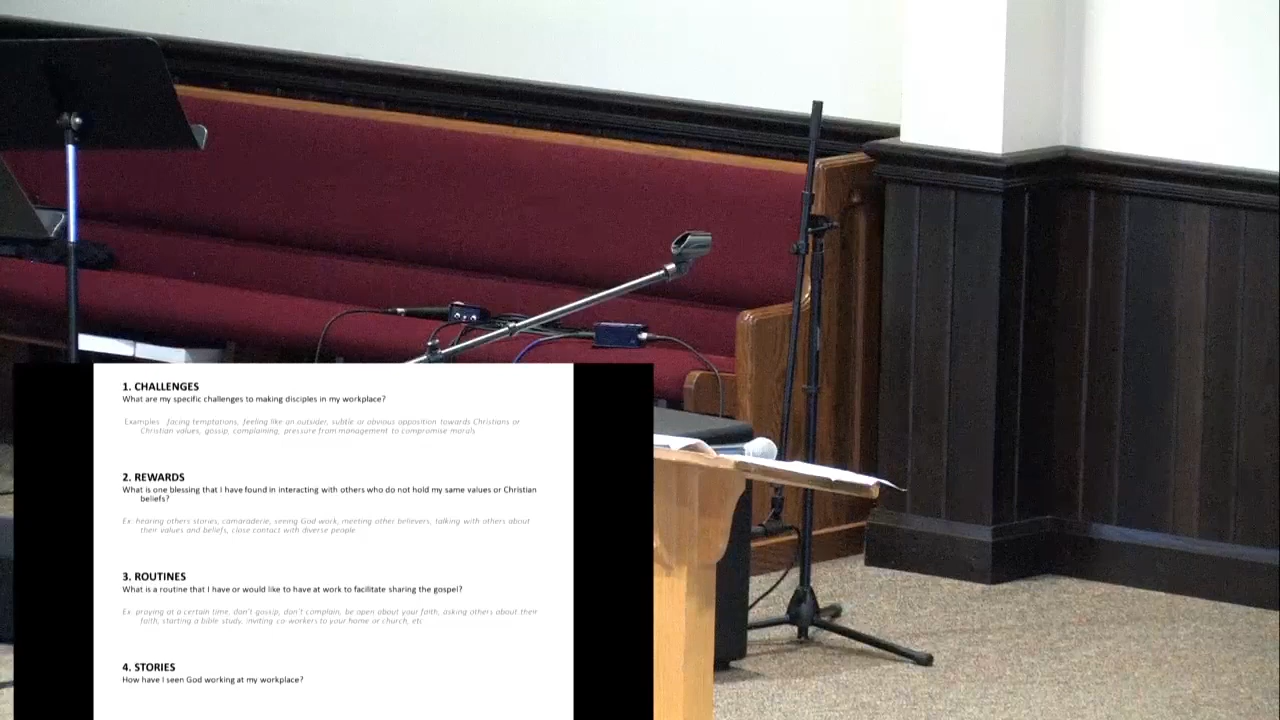 1. CHALLENGES
What are my specific challenges to making disciples in my workplace?
Examples: facing temptations, feeling like an outsider, subtle or obvious opposition towards Christians or
Christian values, gossip, complaining, pressure from management to compromise morals
2. REWARDS
What is one blessing that I have found in interacting with others who do not hold my same values or Christian
beliefs?
Ex. hearing others stories, camaraderie, seeing God work, meeting other believers, talking with others about
their values and beliefs, close contact with diverse people
3. ROUTINES
What is a routine that I have or would like to have at work to facilitate sharing the gospel?
Ex. praying at a certain time, don't gossip, don't complain, be open about your faith, asking others about their
faith, starting a bible study, inviting co-workers to your home or church, etc
4. STORIES
How have I seen God working at my workplace?